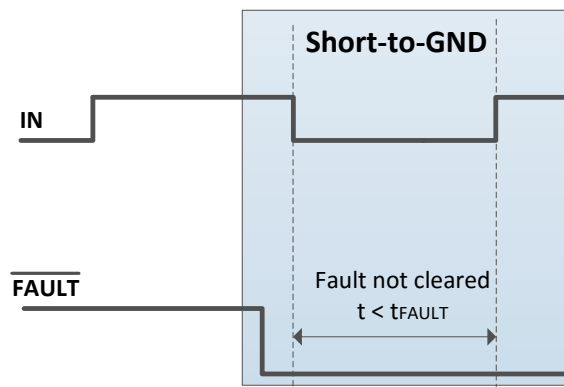 Short-to-GND
IN
FAULT
Fault not cleared
t < tFAULT